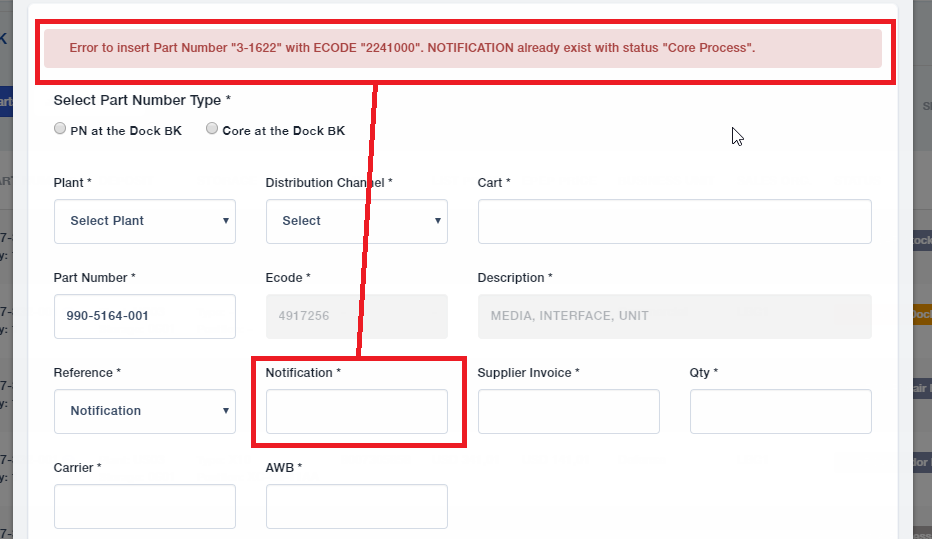 K
Error to insert Part Number "3-1622" with ECODE "2241000". NOTIFICATION already exist with status "Core Process".
art
Select Part Number Type *
PN at the Dock BK Core at the Dock BK
Plant * Distribution Channel * Cart *
Select Plant Select
Part Number * Ecode * Description *
990-5164-001 4917256 MEDIA, INTERFACE, UNIT
Reference * Notification * Supplier Invoice * Qty *
Notification
Carrier * AWB *